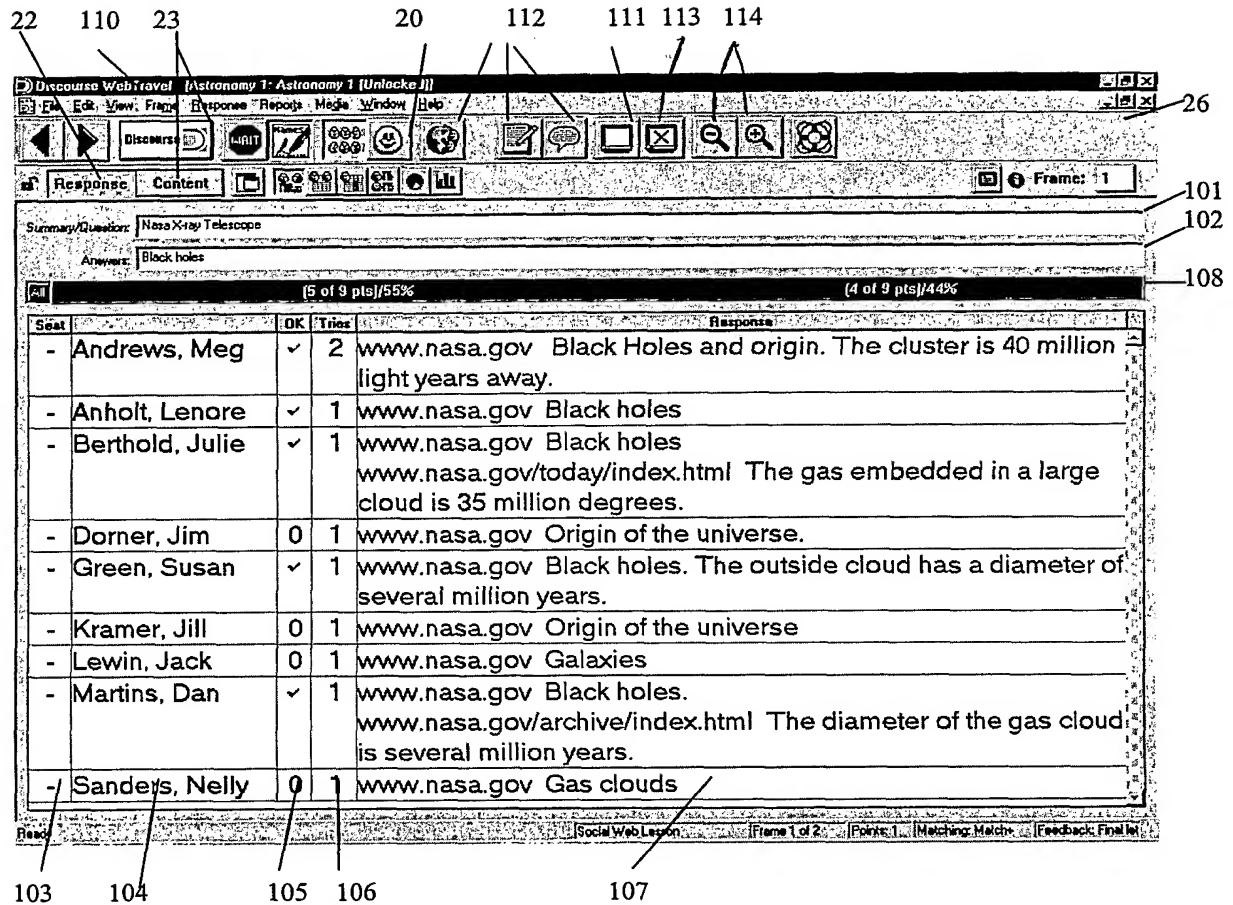 22 110 23 20 112 111 113 114
Discourse WebTravel [Astronomy 1: Astronomy 1 [Unlocked]]
File Edit View Frame Response Reports Media Window Help
26
Discourse WAIT Names
Response Content Frame: 1
101
Summary/Question: Nasa X-ray Telescope
102
Answers: Black holes
All [5 of 9 pts]/55% [4 of 9 pts]/44%
108
Seat OK Tries Response
- Andrews, Meg ✓ 2 www.nasa.gov Black Holes and origin. The cluster is 40 million
light years away.
- Anholt, Lenore ✓ 1 www.nasa.gov Black holes
- Berthold, Julie ✓ 1 www.nasa.gov Black holes
www.nasa.gov/today/index.html The gas embedded in a large
cloud is 35 million degrees.
- Dorner, Jim 0 1 www.nasa.gov Origin of the universe.
- Green, Susan ✓ 1 www.nasa.gov Black holes. The outside cloud has a diameter of
several million years.
- Kramer, Jill 0 1 www.nasa.gov Origin of the universe
- Lewin, Jack 0 1 www.nasa.gov Galaxies
- Martins, Dan ✓ 1 www.nasa.gov Black holes.
www.nasa.gov/archive/index.html The diameter of the gas cloud
is several million years.
- Sanders, Nelly 0 1 www.nasa.gov Gas clouds
Ready Social Web Lesson Frame 1 of 2 Points: 1 Matching: Match+ Feedback: Final let
103 104 105 106 107